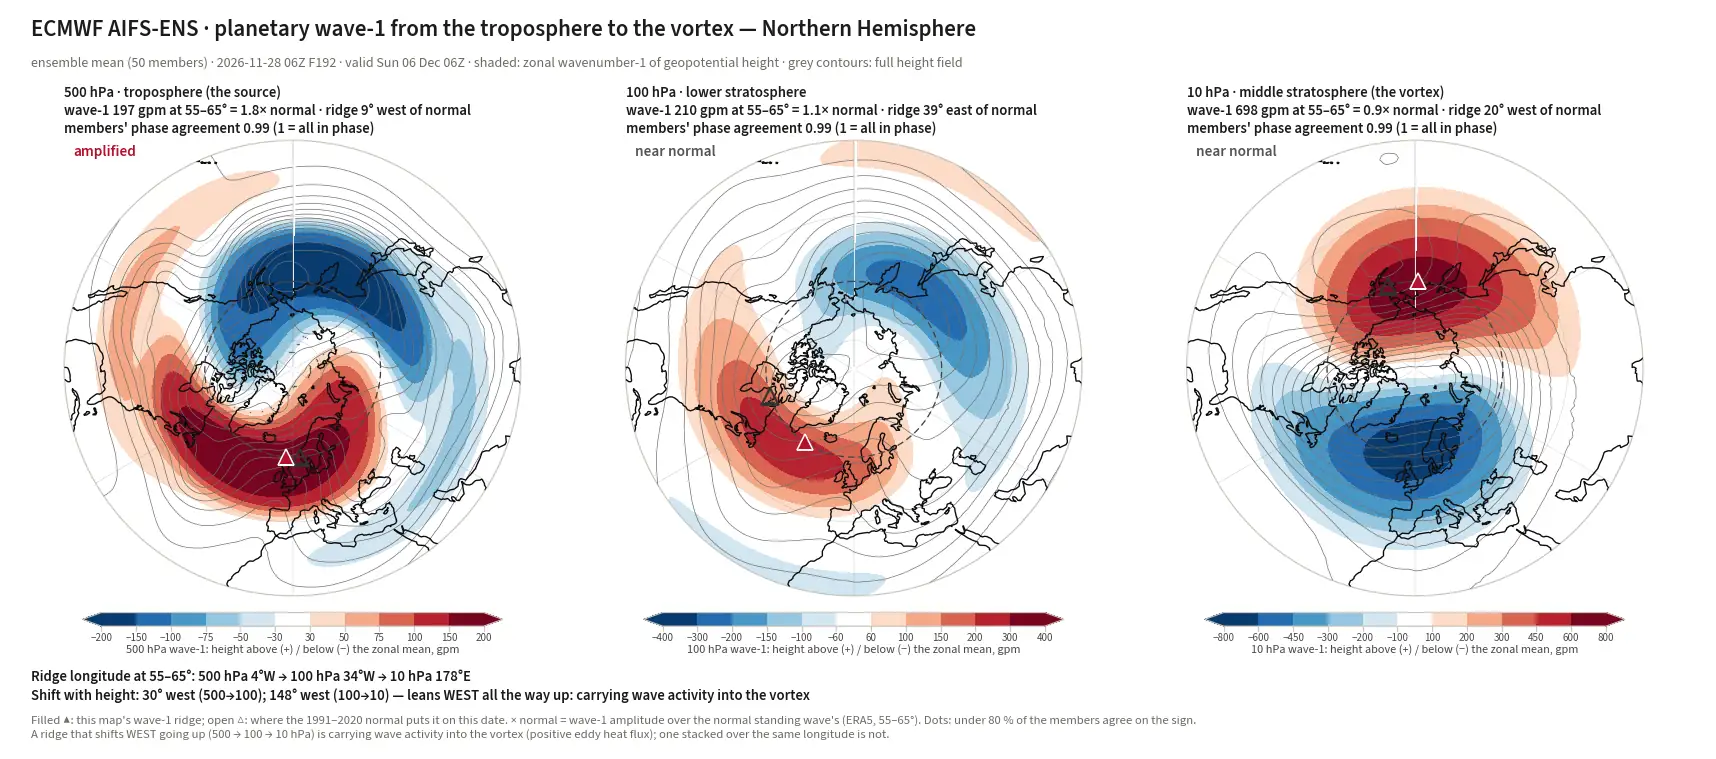 ECMWF AIFS-ENS · planetary wave-1 from the troposphere to the vortex — Northern Hemisphere
ensemble mean (50 members) · 2026-11-28 06Z F192 · valid Sun 06 Dec 06Z · shaded: zonal wavenumber-1 of geopotential height · grey contours: full height field
500 hPa · troposphere (the source)
wave-1 197 gpm at 55–65° = 1.8× normal · ridge 9° west of normal
members' phase agreement 0.99 (1 = all in phase)
amplified
100 hPa · lower stratosphere
wave-1 210 gpm at 55–65° = 1.1× normal · ridge 39° east of normal
members' phase agreement 0.99 (1 = all in phase)
near normal
10 hPa · middle stratosphere (the vortex)
wave-1 698 gpm at 55–65° = 0.9× normal · ridge 20° west of normal
members' phase agreement 0.99 (1 = all in phase)
near normal
−200 −150 −100 −75 −50 −30 30 50 75 100 150 200
500 hPa wave-1: height above (+) / below (−) the zonal mean, gpm
−400 −300 −200 −150 −100 −60 60 100 150 200 300 400
100 hPa wave-1: height above (+) / below (−) the zonal mean, gpm
−800 −600 −450 −300 −200 −100 100 200 300 450 600 800
10 hPa wave-1: height above (+) / below (−) the zonal mean, gpm
Ridge longitude at 55–65°: 500 hPa 4°W → 100 hPa 34°W → 10 hPa 178°E
Shift with height: 30° west (500→100); 148° west (100→10) — leans WEST all the way up: carrying wave activity into the vortex
Filled ▲: this map's wave-1 ridge; open △: where the 1991–2020 normal puts it on this date. × normal = wave-1 amplitude over the normal standing wave's (ERA5, 55–65°). Dots: under 80 % of the members agree on the sign.
A ridge that shifts WEST going up (500 → 100 → 10 hPa) is carrying wave activity into the vortex (positive eddy heat flux); one stacked over the same longitude is not.